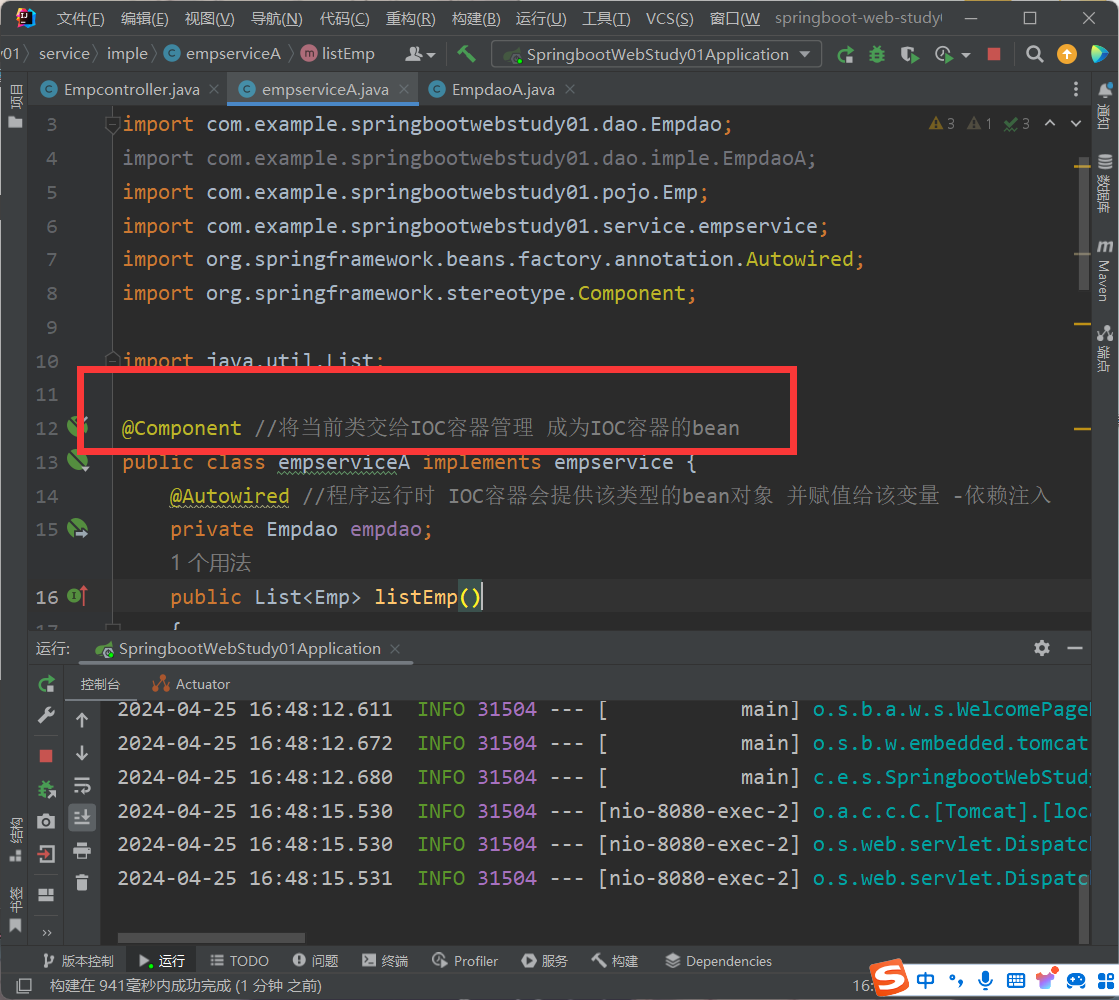 文件(F) 编辑(E) 视图(V) 导航(N) 代码(C) 重构(R) 构建(B) 运行(U) 工具(T) VCS(S) 窗口(W springboot-web-study
01 service imple empserviceA listEmp SpringbootWebStudy01Application
Empcontroller.java empserviceA.java EmpdaoA.java
项目
通知
数据库
Maven
端点
3 import com.example.springbootwebstudy01.dao.Empdao; 3 1 3
4 import com.example.springbootwebstudy01.dao.imple.EmpdaoA;
5 import com.example.springbootwebstudy01.pojo.Emp;
6 import com.example.springbootwebstudy01.service.empservice;
7 import org.springframework.beans.factory.annotation.Autowired;
8 import org.springframework.stereotype.Component;
9
10 import java.util.List;
11
12 @Component //将当前类交给IOC容器管理 成为IOC容器的bean
13 public class empserviceA implements empservice {
14 @Autowired //程序运行时 IOC容器会提供该类型的bean对象 并赋值给该变量 -依赖注入
15 private Empdao empdao;
1 个用法
16 public List<Emp> listEmp()
17 {
运行: SpringbootWebStudy01Application
控制台 Actuator
2024-04-25 16:48:12.611 INFO 31504 --- [ main] o.s.b.a.w.s.WelcomePage
2024-04-25 16:48:12.672 INFO 31504 --- [ main] o.s.b.w.embedded.tomcat
2024-04-25 16:48:12.680 INFO 31504 --- [ main] c.e.s.SpringbootWebStudy
2024-04-25 16:48:15.530 INFO 31504 --- [nio-8080-exec-2] o.a.c.c.C.[Tomcat].[loc
2024-04-25 16:48:15.530 INFO 31504 --- [nio-8080-exec-2] o.s.web.servlet.Dispatc
2024-04-25 16:48:15.531 INFO 31504 --- [nio-8080-exec-2] o.s.web.servlet.Dispatc
结构
书签
版本控制 运行 TODO 问题 终端 Profiler 服务 构建 Dependencies
构建在 941毫秒内成功完成 (1 分钟 之前) 16: 中